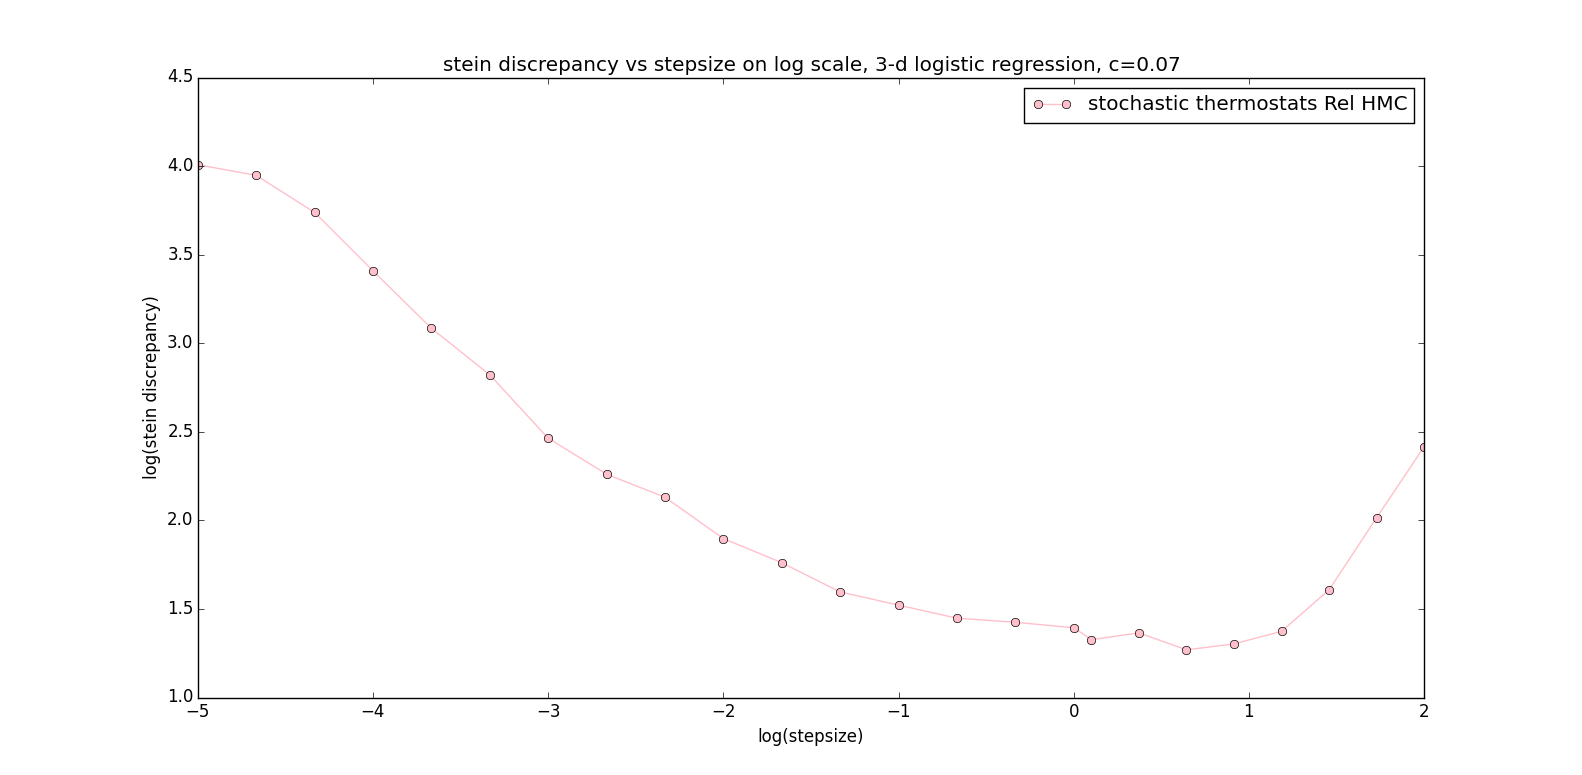 stein discrepancy vs stepsize on log scale, 3-d logistic regression, c=0.07
stochastic thermostats Rel HMC
4.5
4.0
3.5
3.0
2.5
2.0
1.5
1.0
log(stein discrepancy)
−5 −4 −3 −2 −1 0 1 2
log(stepsize)